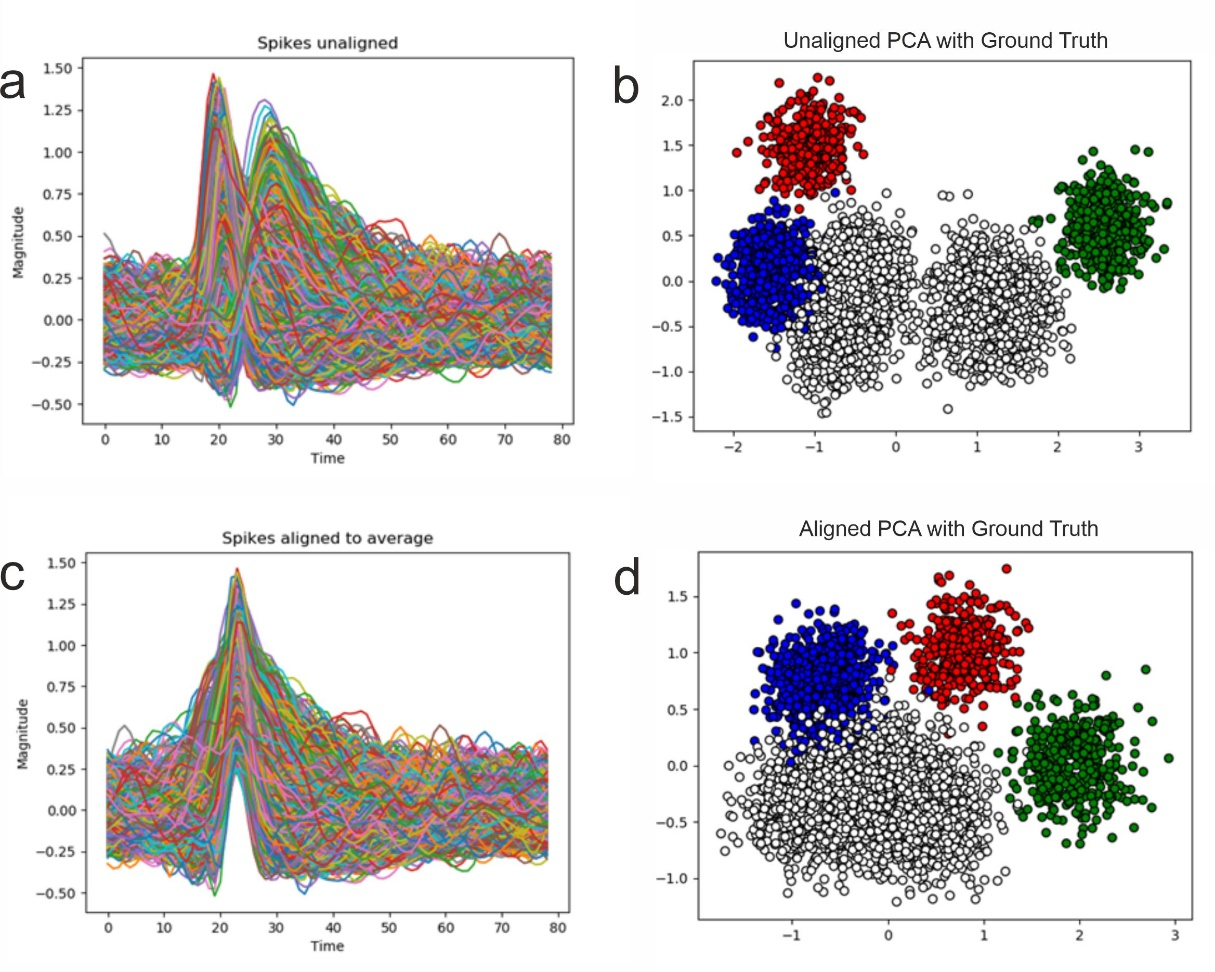 a
Spikes unaligned
Magnitude
1.50
1.25
1.00
0.75
0.50
0.25
0.00
−0.25
−0.50
0 10 20 30 40 50 60 70 80
Time
b
Unaligned PCA with Ground Truth
2.0
1.5
1.0
0.5
0.0
−0.5
−1.0
−1.5
−2 −1 0 1 2 3
c
Spikes aligned to average
Magnitude
1.50
1.25
1.00
0.75
0.50
0.25
0.00
−0.25
−0.50
0 10 20 30 40 50 60 70 80
Time
d
Aligned PCA with Ground Truth
1.5
1.0
0.5
0.0
−0.5
−1.0
−1 0 1 2 3